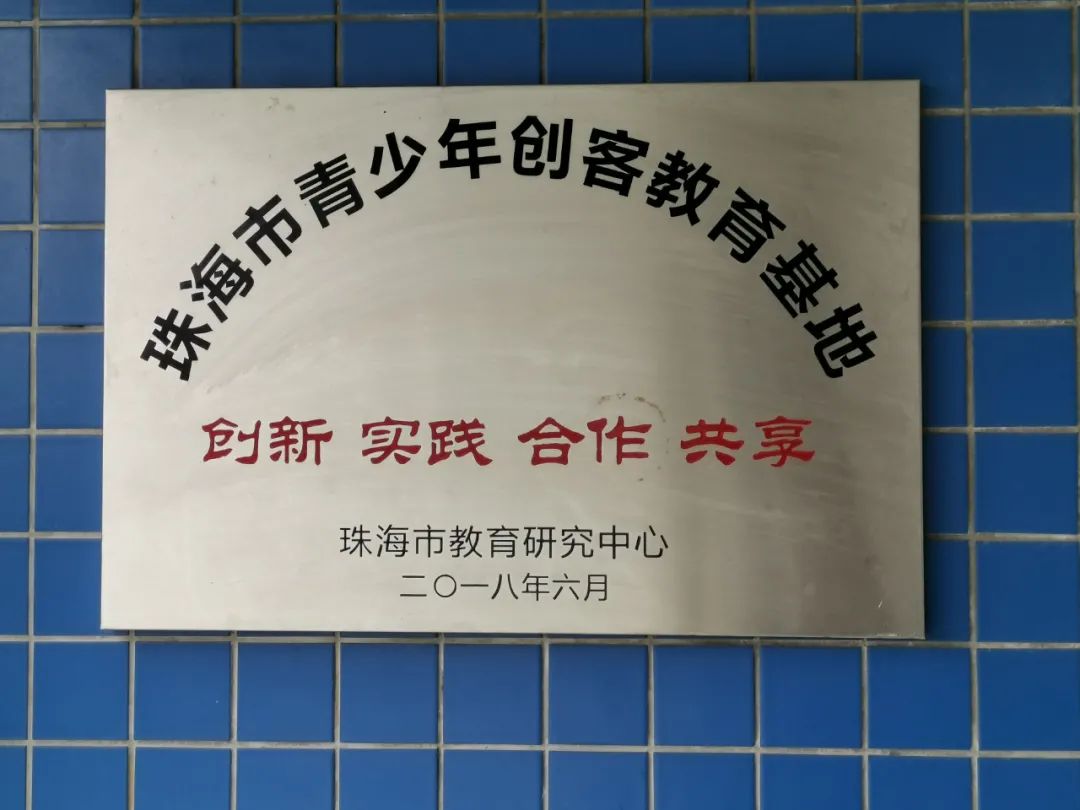 珠海市青少年创客教育基地
创新 实践 合作 共享
珠海市教育研究中心
二〇一八年六月